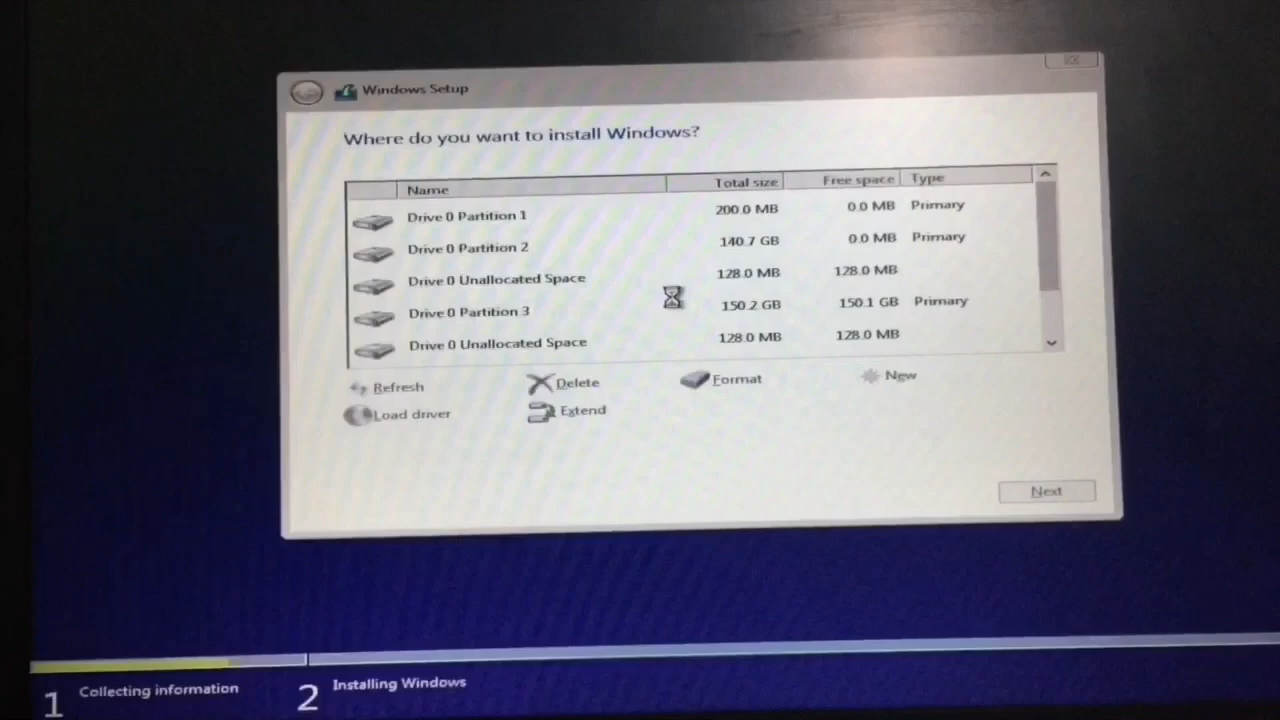 Windows Setup
Where do you want to install Windows?
Name Total size Free space Type
Drive 0 Partition 1 200.0 MB 0.0 MB Primary
Drive 0 Partition 2 140.7 GB 0.0 MB Primary
Drive 0 Unallocated Space 128.0 MB 128.0 MB
Drive 0 Partition 3 150.2 GB 150.1 GB Primary
Drive 0 Unallocated Space 128.0 MB 128.0 MB
Refresh Delete Format New
Load driver Extend
Next
1 Collecting information 2 Installing Windows